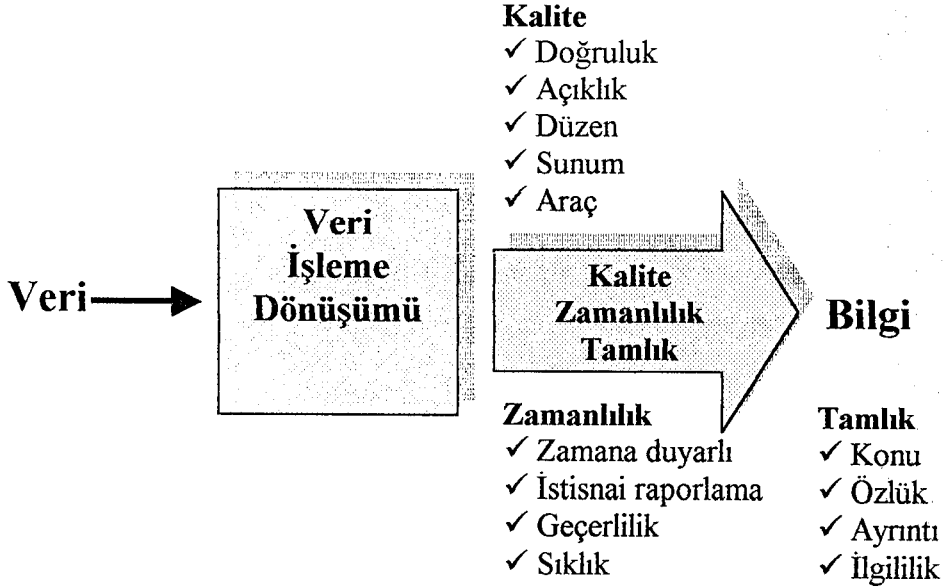 Kalite
✓ Doğruluk
✓ Açıklık
✓ Düzen
✓ Sunum
✓ Araç
Veri
Veri
İşleme
Dönüşümü
Kalite
Zamanlılık
Tamlık
Bilgi
Zamanlılık
✓ Zamana duyarlı
✓ İstisnai raporlama
✓ Geçerlilik
✓ Sıklık
Tamlık
✓ Konu
✓ Özlük
✓ Ayrıntı
✓ İlgililik